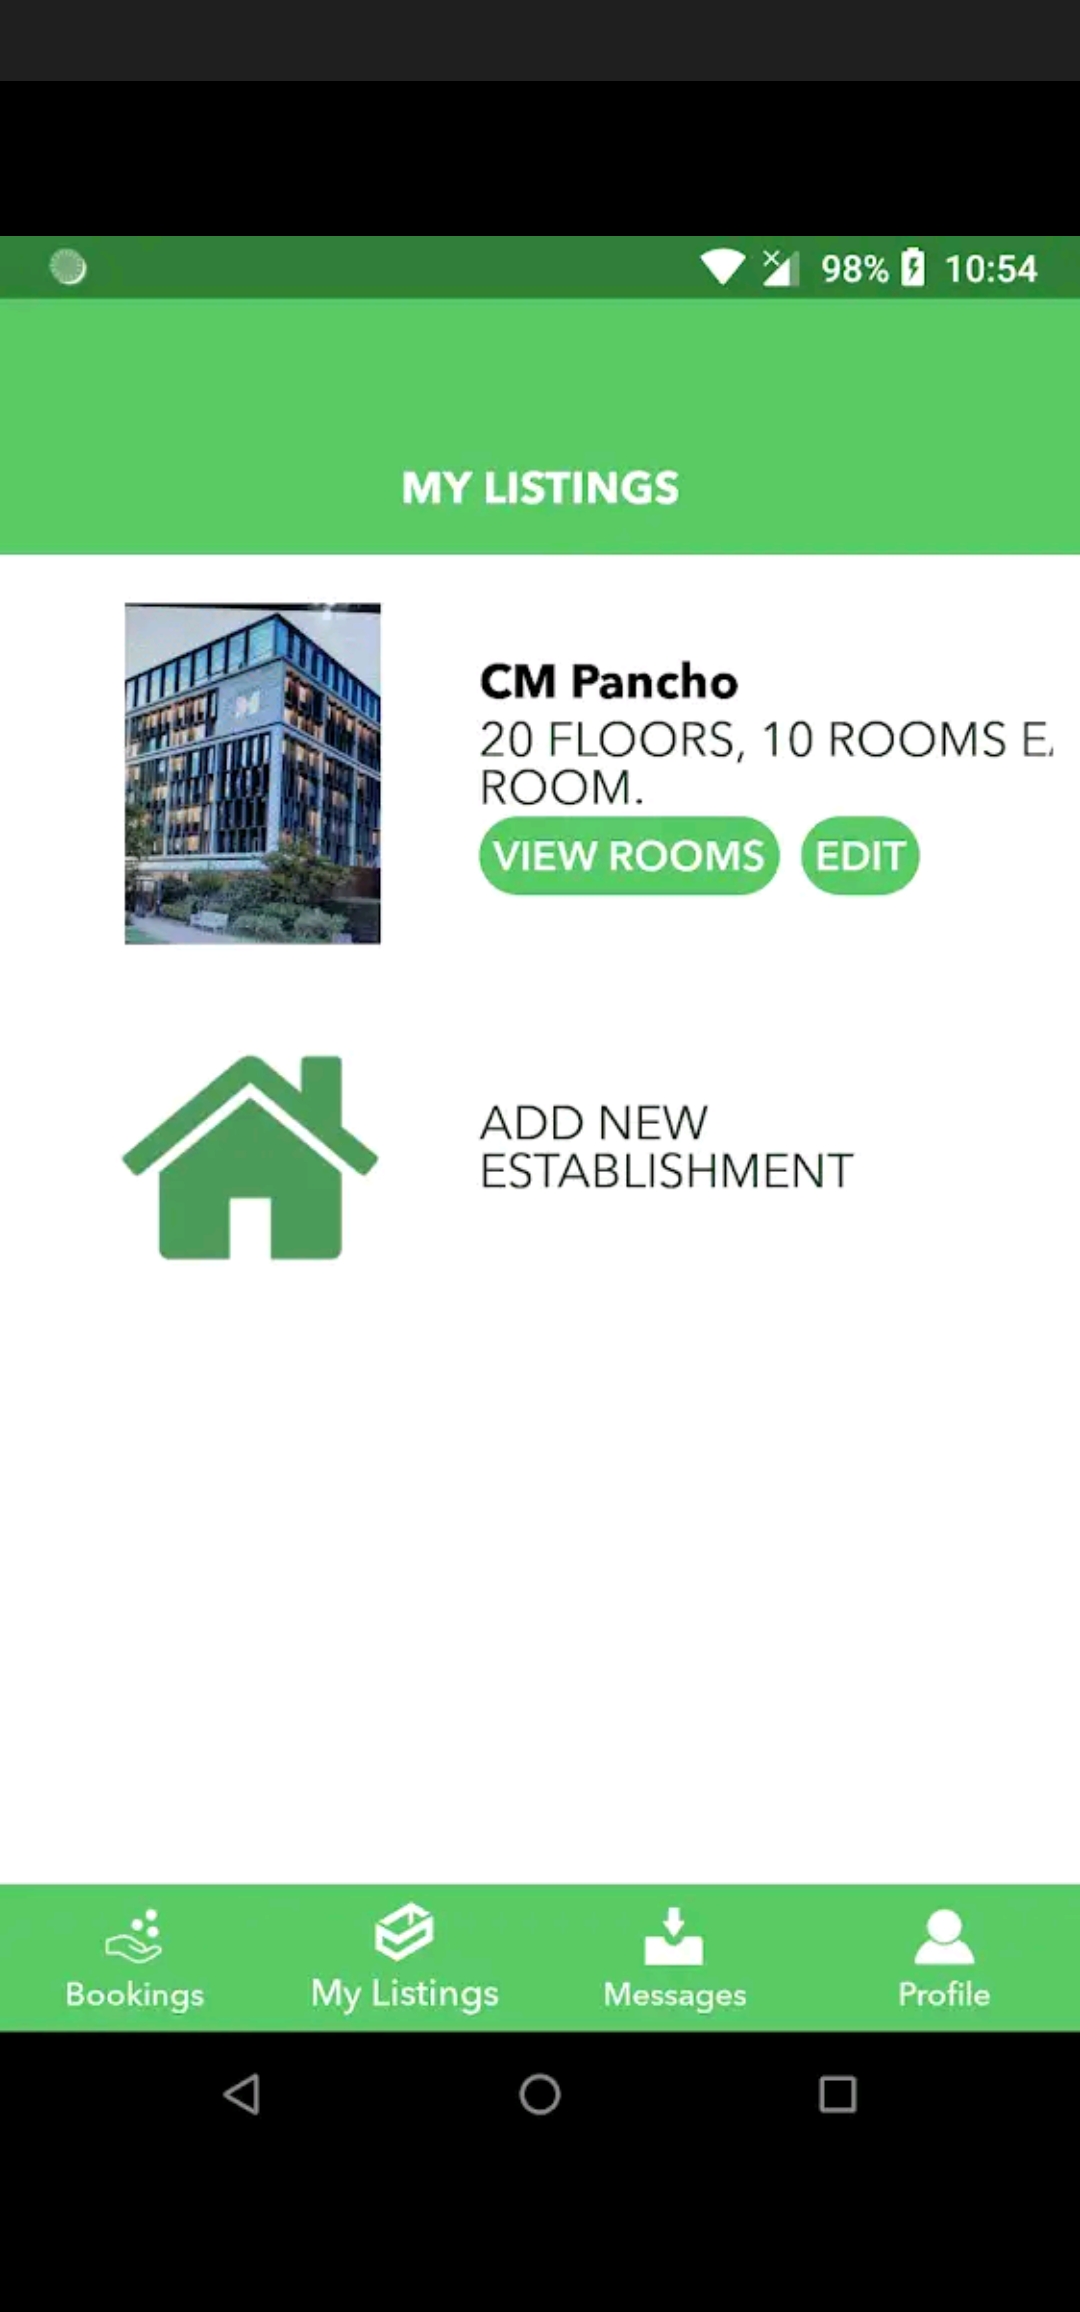 98% 10:54
MY LISTINGS
CM Pancho
20 FLOORS, 10 ROOMS
ROOM.
VIEW ROOMS EDIT
ADD NEW
ESTABLISHMENT
Bookings My Listings Messages Profile